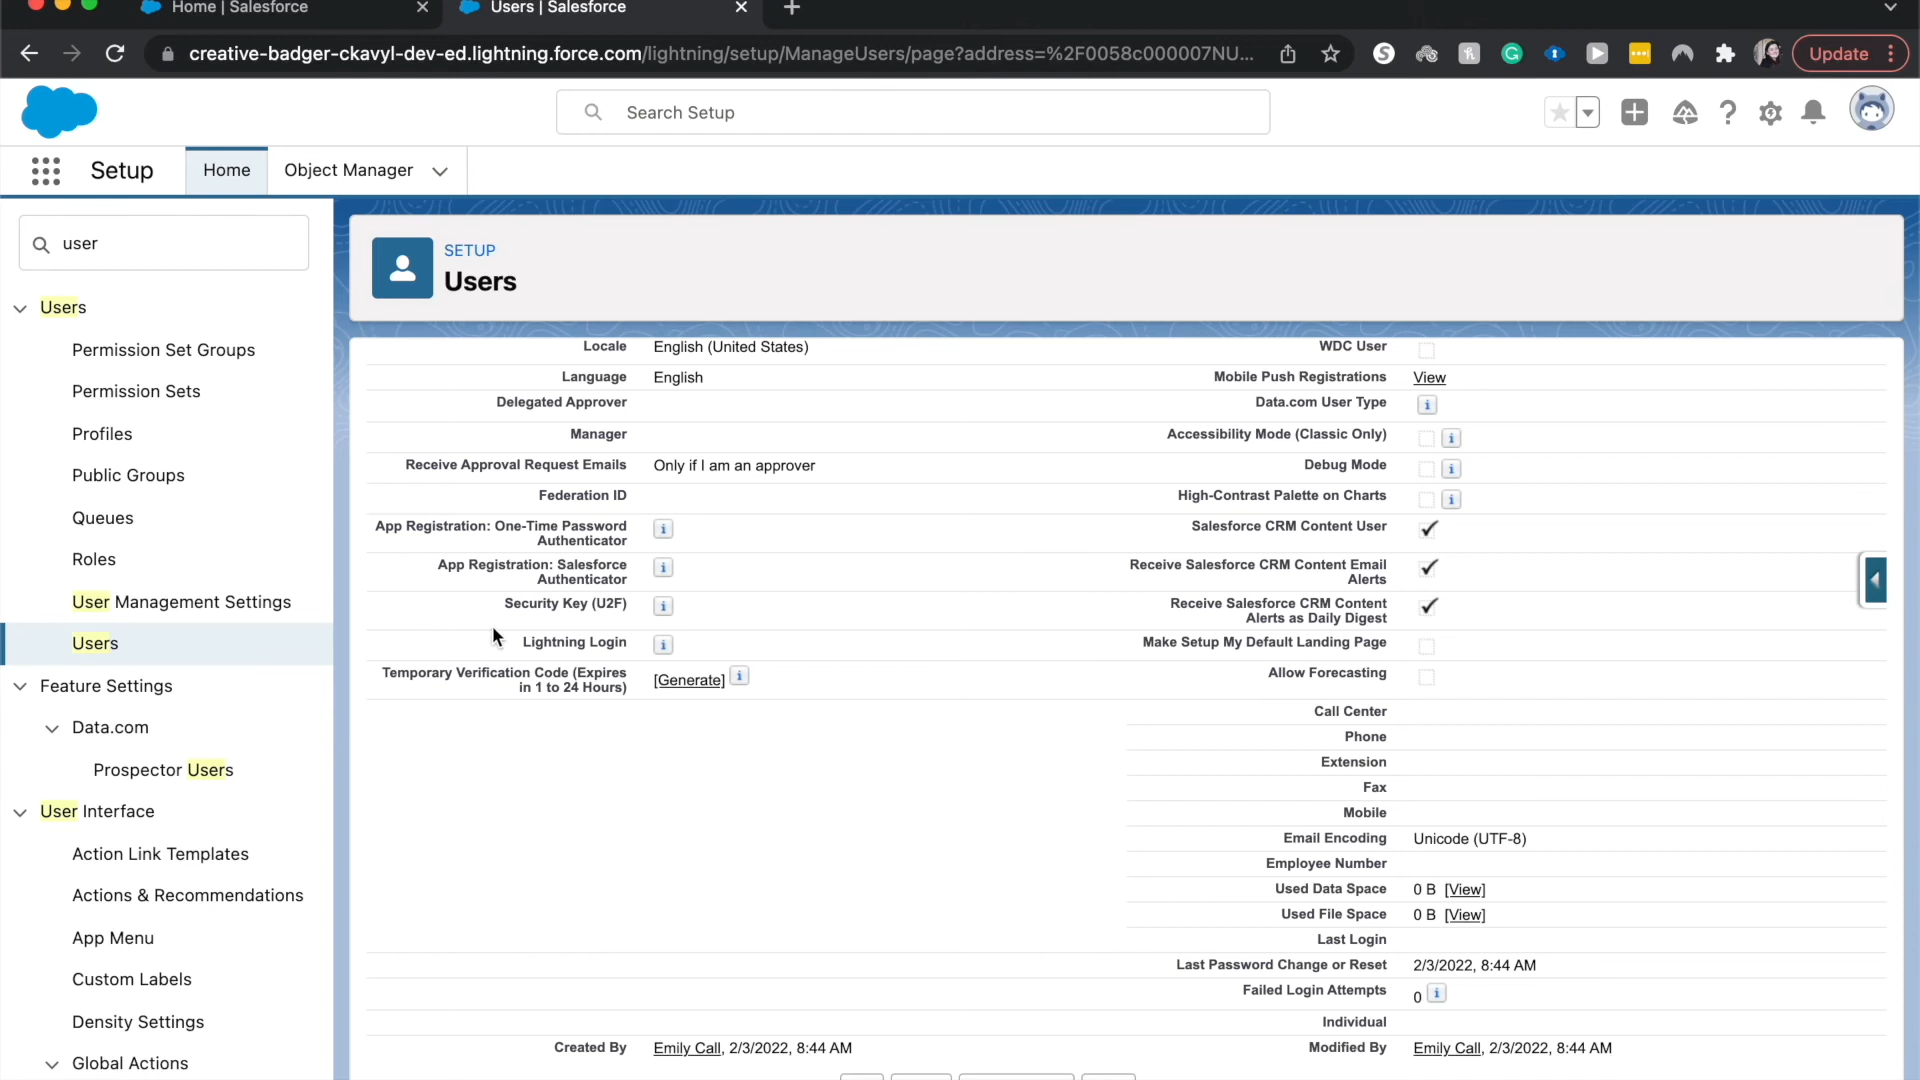 Home | Salesforce
Users | Salesforce
creative-badger-ckavyl-dev-ed.lightning.force.com/lightning/setup/ManageUsers/page?address=%2F0058c000007NU...
Update
Search Setup
Setup
Home
Object Manager
user
Users
Permission Set Groups
Permission Sets
Profiles
Public Groups
Queues
Roles
User Management Settings
Users
Feature Settings
Data.com
Prospector Users
User Interface
Action Link Templates
Actions & Recommendations
App Menu
Custom Labels
Density Settings
Global Actions
SETUP
Users
Locale English (United States)
Language English
Delegated Approver
Manager
Receive Approval Request Emails Only if I am an approver
Federation ID
App Registration: One-Time Password
Authenticator
App Registration: Salesforce
Authenticator
Security Key (U2F)
Lightning Login
Temporary Verification Code (Expires
in 1 to 24 Hours) [Generate]
Created By Emily Call, 2/3/2022, 8:44 AM
WDC User
Mobile Push Registrations View
Data.com User Type
Accessibility Mode (Classic Only)
Debug Mode
High-Contrast Palette on Charts
Salesforce CRM Content User
Receive Salesforce CRM Content Email
Alerts
Receive Salesforce CRM Content
Alerts as Daily Digest
Make Setup My Default Landing Page
Allow Forecasting
Call Center
Phone
Extension
Fax
Mobile
Email Encoding Unicode (UTF-8)
Employee Number
Used Data Space 0 B [View]
Used File Space 0 B [View]
Last Login
Last Password Change or Reset 2/3/2022, 8:44 AM
Failed Login Attempts 0
Individual
Modified By Emily Call, 2/3/2022, 8:44 AM